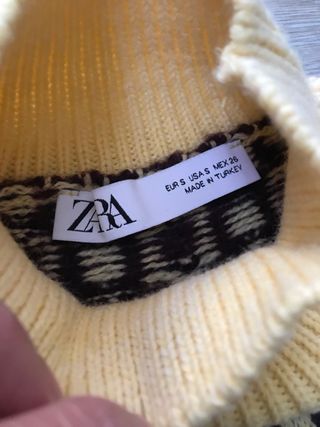 ZARA
EUR S USA S MEX 26
MADE IN TURKEY